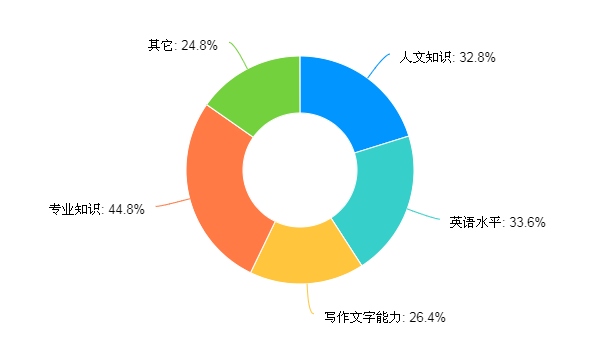 其它: 24.8%
人文知识: 32.8%
专业知识: 44.8%
英语水平: 33.6%
写作文字能力: 26.4%